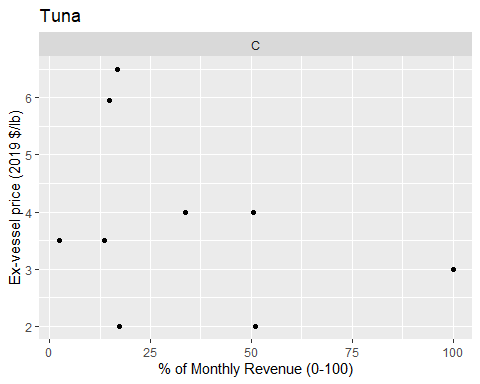 Tuna
C
Ex-vessel price (2019 $/lb)
6
5
4
3
2
0 25 50 75 100
% of Monthly Revenue (0-100)